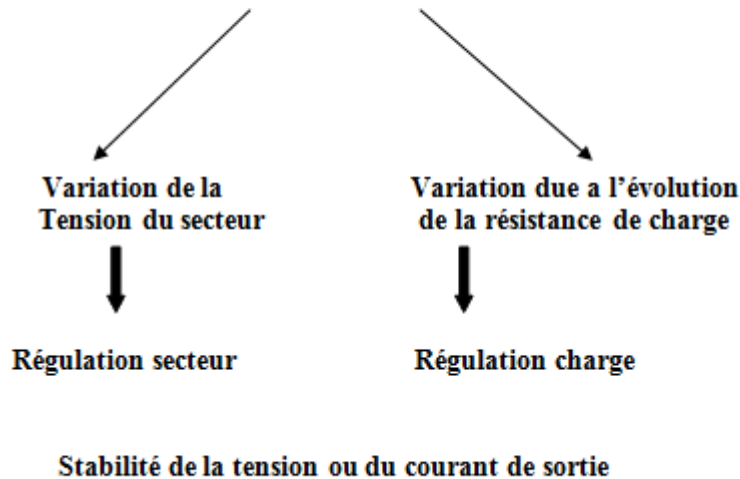 Variation de la
Tension du secteur
Variation due a l'évolution
de la résistance de charge
Régulation secteur
Régulation charge
Stabilité de la tension ou du courant de sortie